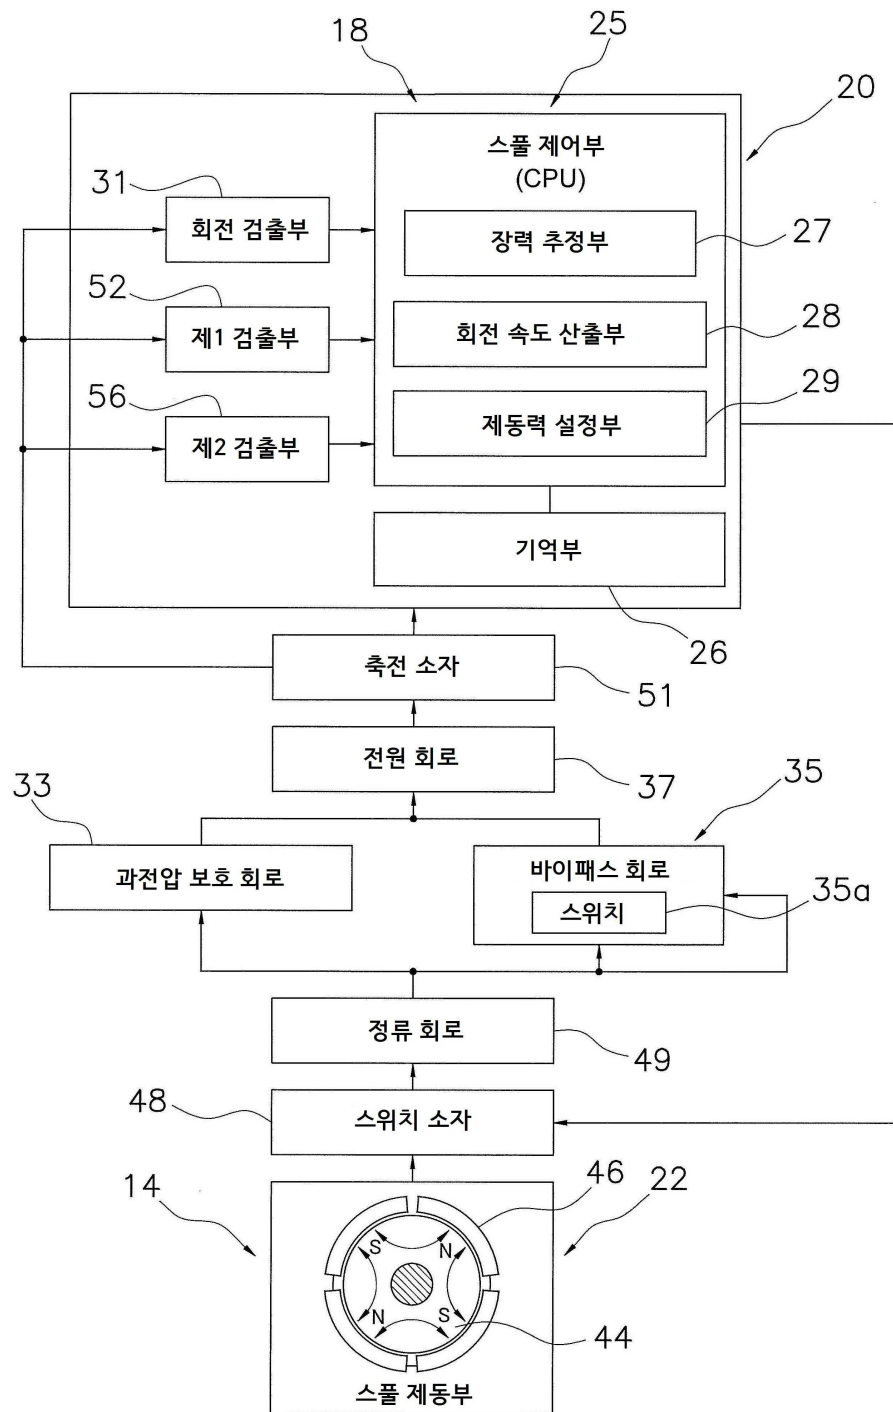 18
25
20
스풀 제어부
(CPU)
31
회전 검출부
장력 추정부
27
52
제1 검출부
회전 속도 산출부
28
56
제2 검출부
제동력 설정부
29
기억부
26
축전 소자
51
전원 회로
37
33
35
과전압 보호 회로
바이패스 회로
스위치
35a
정류 회로
49
48
스위치 소자
14
46
22
S
N
N
S
44
스풀 제동부